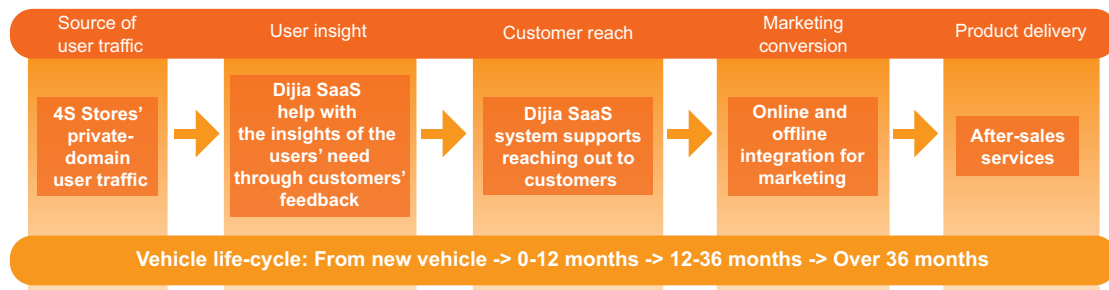 Source of
user traffic
User insight
Customer reach
Marketing
conversion
Product delivery
4S Stores’
private-
domain
user traffic
Dijia SaaS
help with
the insights of the
users’ need
through customers’
feedback
Dijia SaaS
system supports
reaching out to
customers
Online and
offline
integration for
marketing
After-sales
services
Vehicle life-cycle: From new vehicle -> 0-12 months -> 12-36 months -> Over 36 months